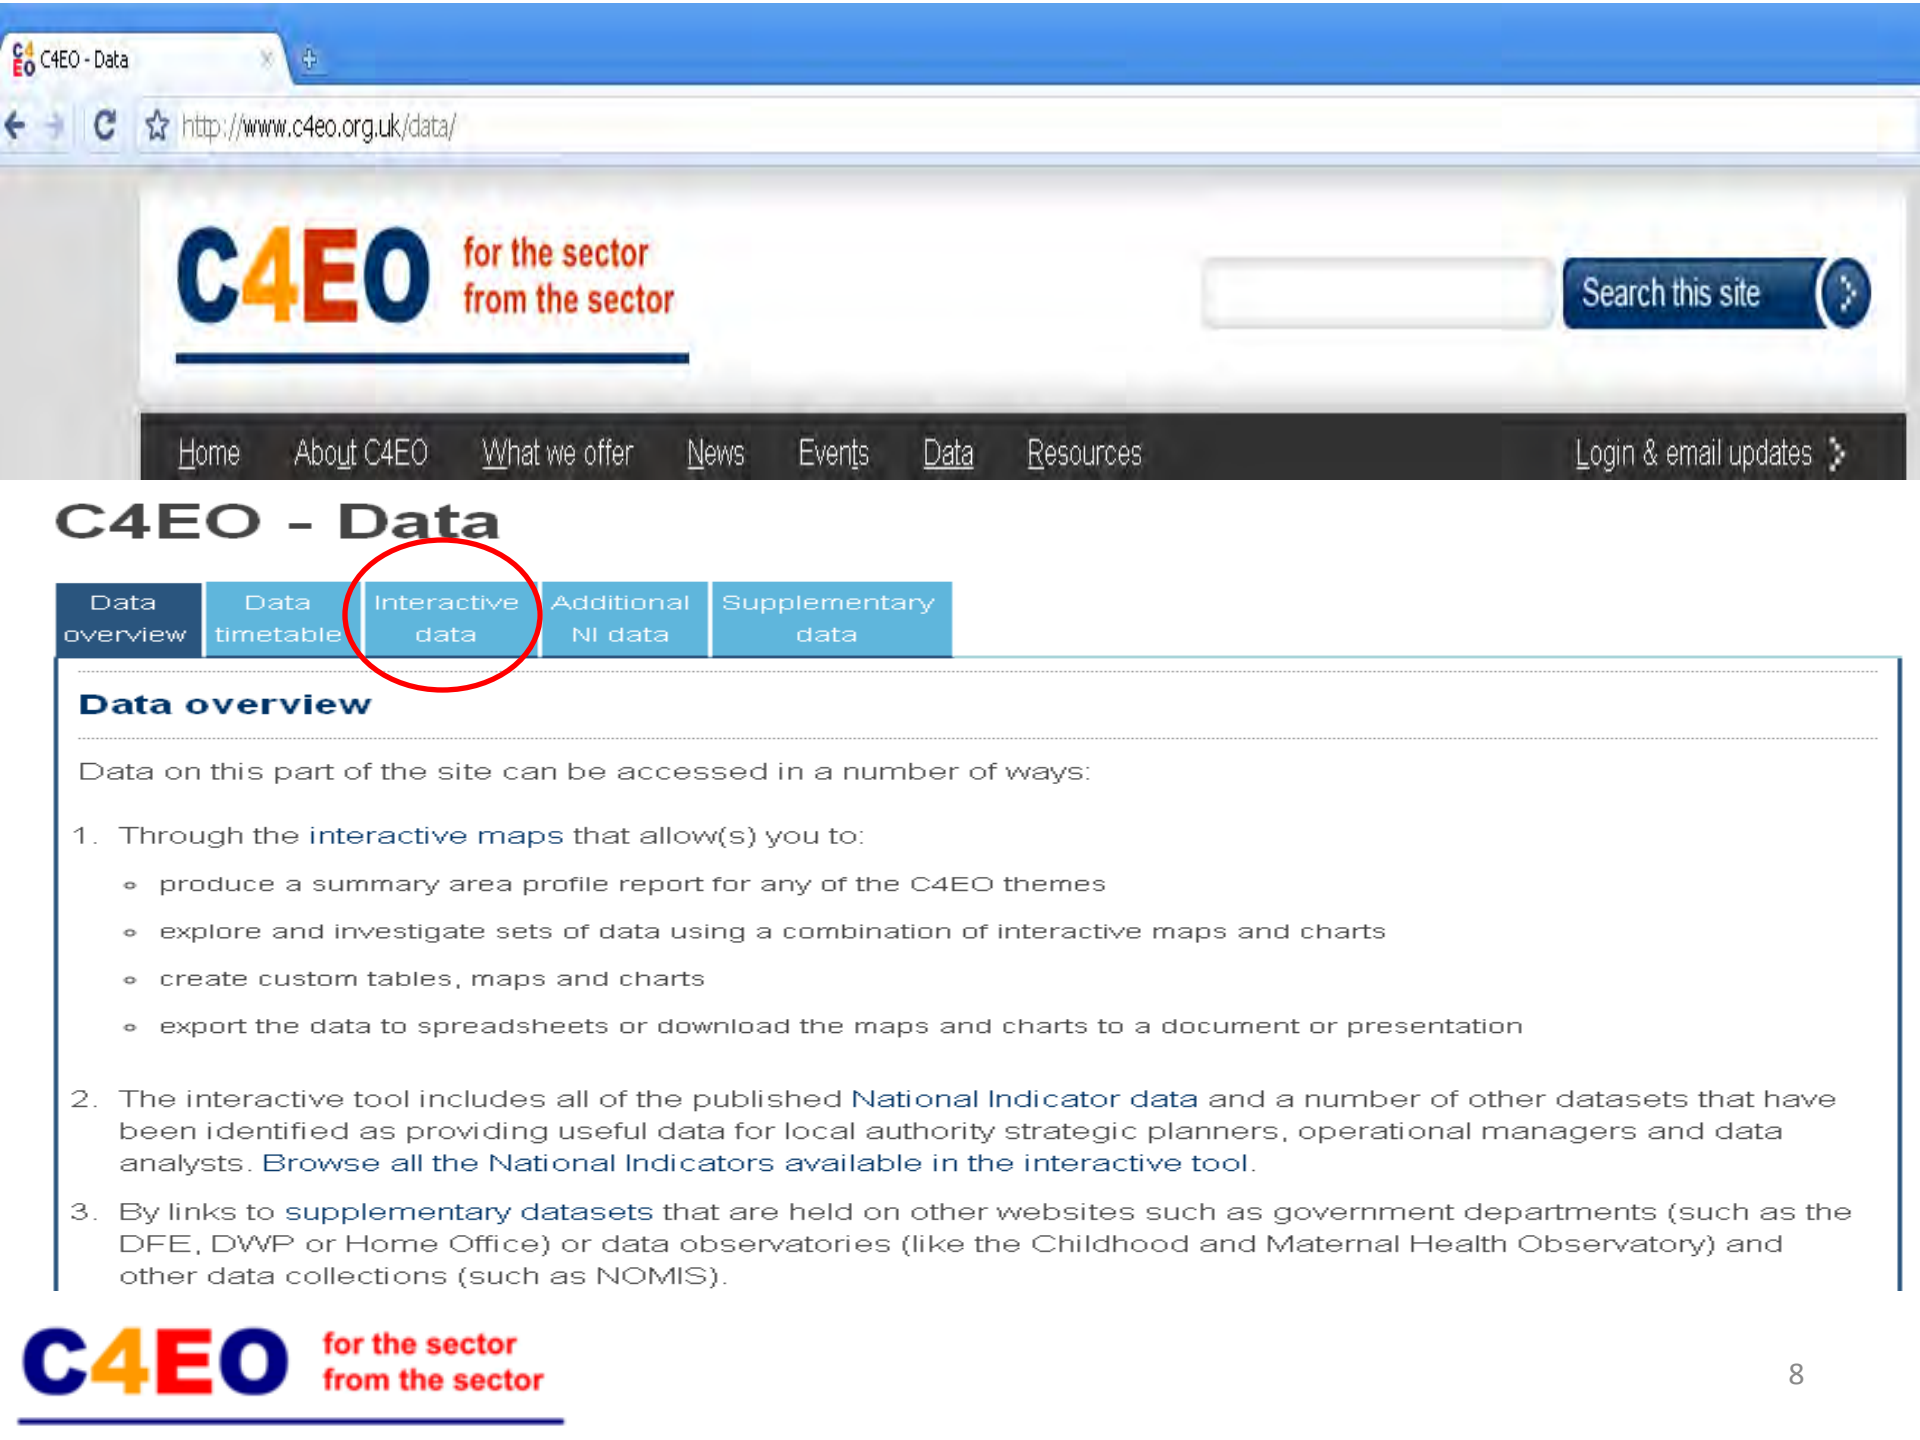 C4EO - Data
http://www.c4eo.org.uk/data/
C4EO for the sector
from the sector
Search this site
Home About C4EO What we offer News Events Data Resources Login & email updates
C4EO - Data
Data overview
Data timetable
Interactive data
Additional NI data
Supplementary data
Data overview
Data on this part of the site can be accessed in a number of ways:
1. Through the interactive maps that allow(s) you to:
produce a summary area profile report for any of the C4EO themes
explore and investigate sets of data using a combination of interactive maps and charts
create custom tables, maps and charts
export the data to spreadsheets or download the maps and charts to a document or presentation
2. The interactive tool includes all of the published National Indicator data and a number of other datasets that have
been identified as providing useful data for local authority strategic planners, operational managers and data
analysts. Browse all the National Indicators available in the interactive tool.
3. By links to supplementary datasets that are held on other websites such as government departments (such as the
DFE, DWP or Home Office) or data observatories (like the Childhood and Maternal Health Observatory) and
other data collections (such as NOMIS).
C4EO for the sector
from the sector
8